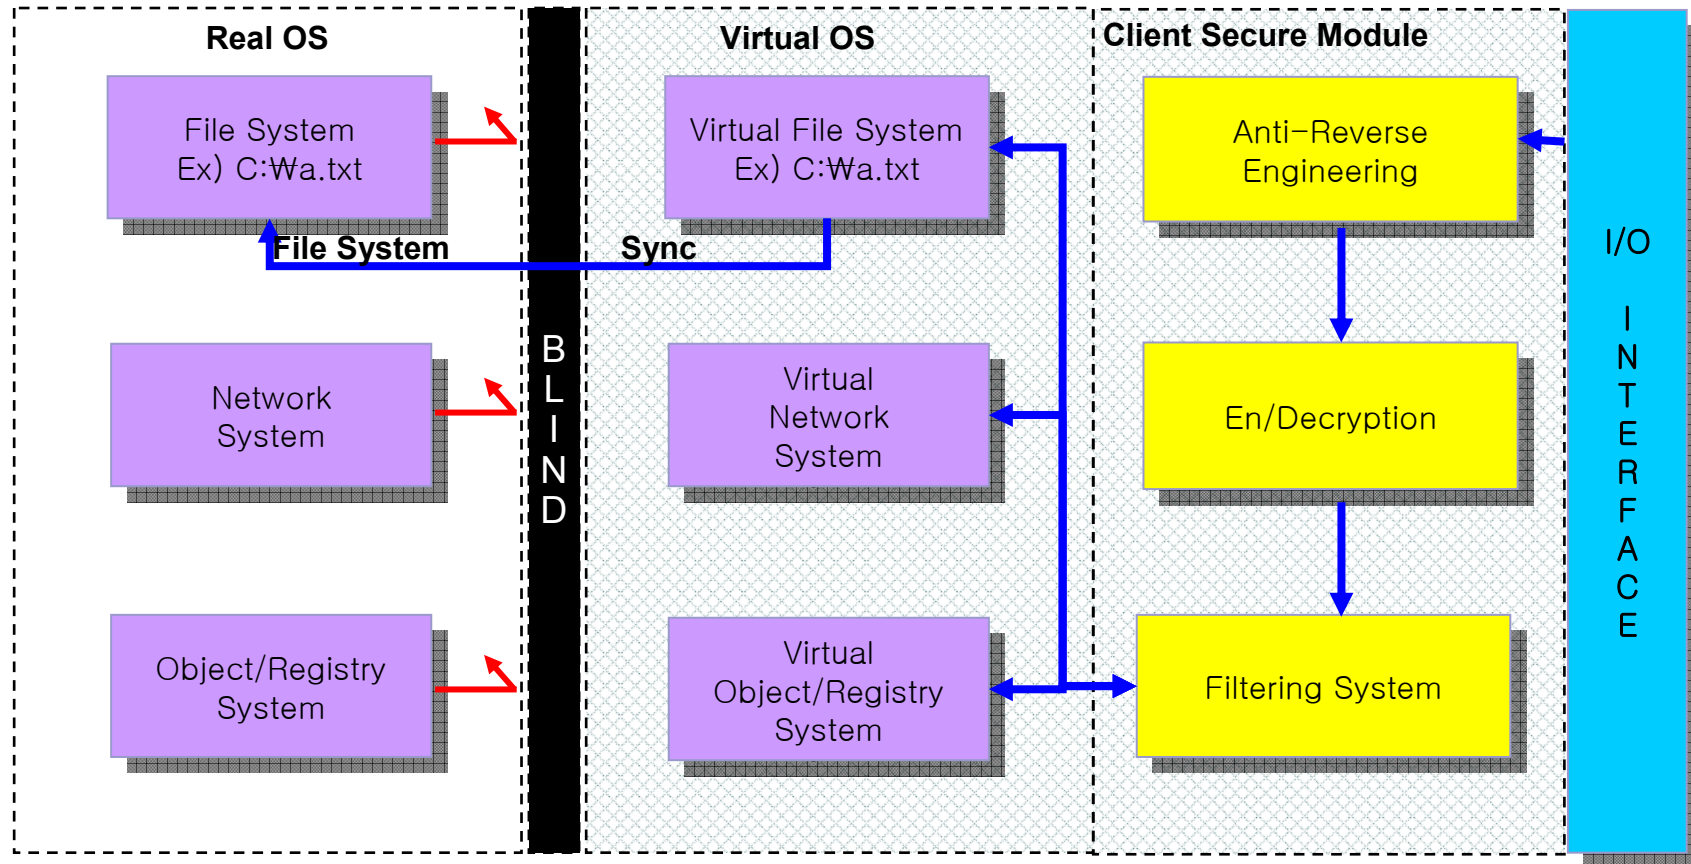 Real OS
File System
Ex) C:₩a.txt
Network
System
Object/Registry
System
File System Sync
BLIND
Virtual OS
Virtual File System
Ex) C:₩a.txt
Virtual
Network
System
Virtual
Object/Registry
System
Client Secure Module
Anti-Reverse
Engineering
En/Decryption
Filtering System
I/O
INTERFACE